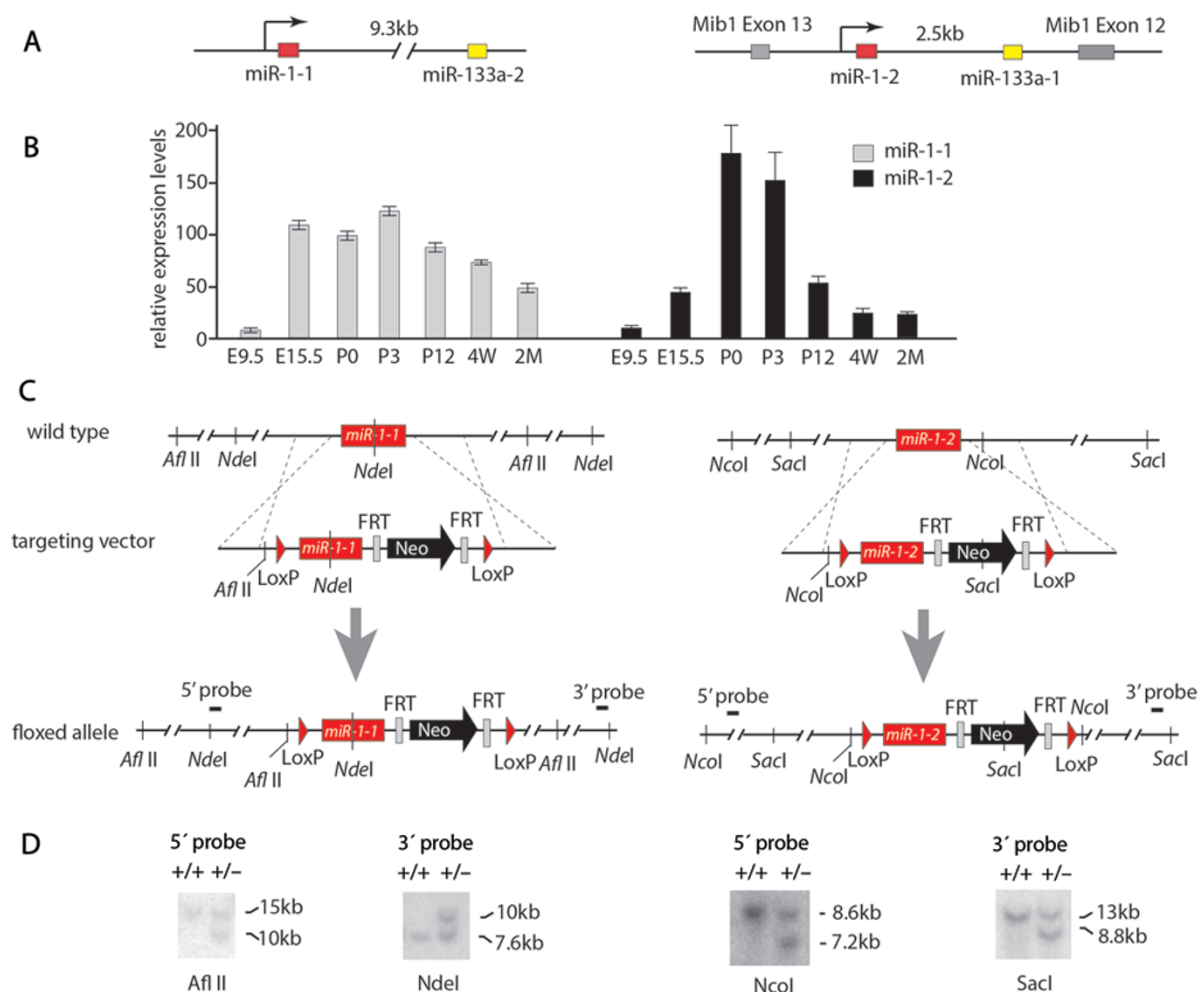 A
9.3kb
miR-1-1
miR-133a-2
Mib1 Exon 13
2.5kb
Mib1 Exon 12
miR-1-2
miR-133a-1
B
relative expression levels
200
150
100
50
0
E9.5 E15.5 P0 P3 P12 4W 2M
E9.5 E15.5 P0 P3 P12 4W 2M
miR-1-1
miR-1-2
C
wild type
miR-1-1
Afl II NdeI NdeI Afl II NdeI
miR-1-2
NcoI SacI NcoI SacI
targeting vector
FRT FRT
miR-1-1 Neo
Afl II LoxP NdeI LoxP
FRT FRT
miR-1-2 Neo
NcoI LoxP SacI LoxP
floxed allele
5' probe 3' probe
FRT FRT
miR-1-1 Neo
Afl II NdeI Afl II LoxP NdeI LoxP Afl II NdeI
5' probe 3' probe
FRT FRT NcoI
miR-1-2 Neo
NcoI SacI NcoI LoxP SacI LoxP SacI
D
5´ probe
+/+ +/−
15kb
10kb
Afl II
3´ probe
+/+ +/−
10kb
7.6kb
NdeI
5´ probe
+/+ +/−
- 8.6kb
- 7.2kb
NcoI
3´ probe
+/+ +/−
13kb
8.8kb
SacI